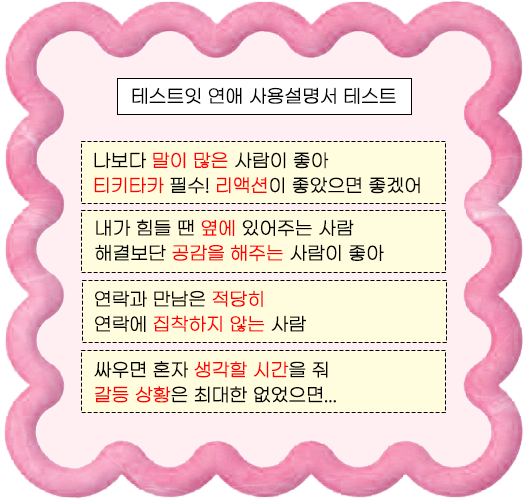 테스트잇 연애 사용설명서 테스트
나보다 말이 많은 사람이 좋아
티키타카 필수! 리액션이 좋았으면 좋겠어
내가 힘들 땐 옆에 있어주는 사람
해결보단 공감을 해주는 사람이 좋아
연락과 만남은 적당히
연락에 집착하지 않는 사람
싸우면 혼자 생각할 시간을 줘
갈등 상황은 최대한 없었으면...